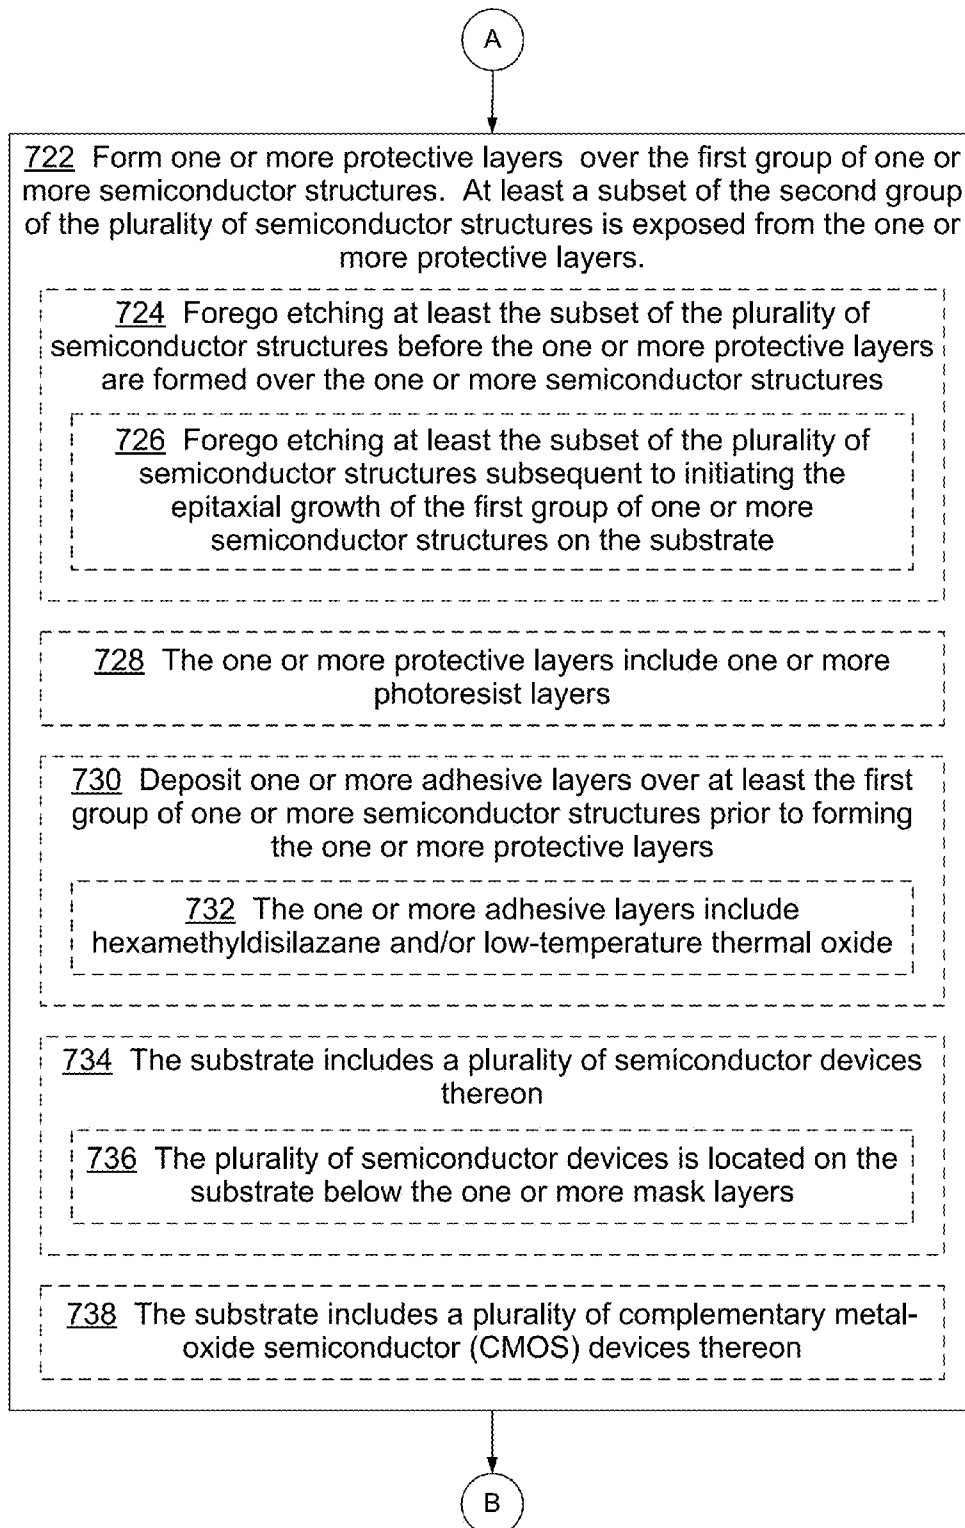 A
722 Form one or more protective layers over the first group of one or
more semiconductor structures. At least a subset of the second group
of the plurality of semiconductor structures is exposed from the one or
more protective layers.
724 Forego etching at least the subset of the plurality of
semiconductor structures before the one or more protective layers
are formed over the one or more semiconductor structures
726 Forego etching at least the subset of the plurality of
semiconductor structures subsequent to initiating the
epitaxial growth of the first group of one or more
semiconductor structures on the substrate
728 The one or more protective layers include one or more
photoresist layers
730 Deposit one or more adhesive layers over at least the first
group of one or more semiconductor structures prior to forming
the one or more protective layers
732 The one or more adhesive layers include
hexamethyldisilazane and/or low-temperature thermal oxide
734 The substrate includes a plurality of semiconductor devices
thereon
736 The plurality of semiconductor devices is located on the
substrate below the one or more mask layers
738 The substrate includes a plurality of complementary metal-
oxide semiconductor (CMOS) devices thereon
B